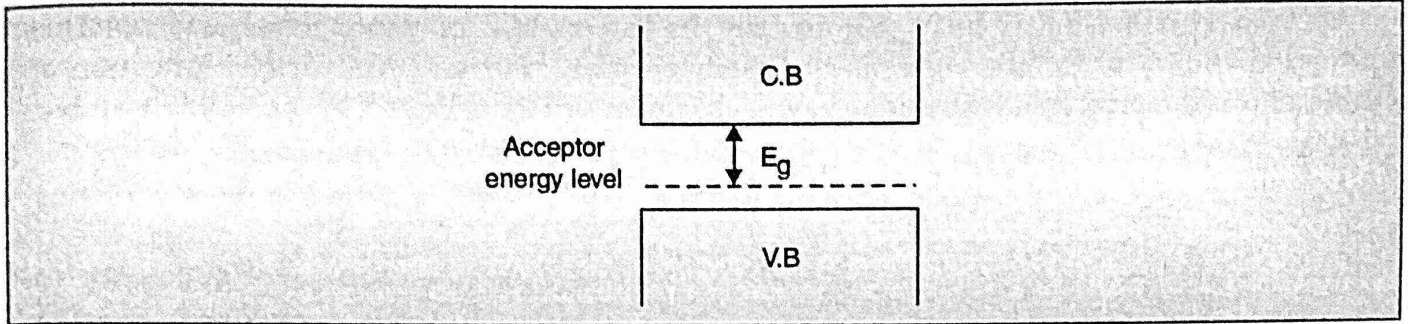 C.B
Acceptor
energy level
E_g
V.B